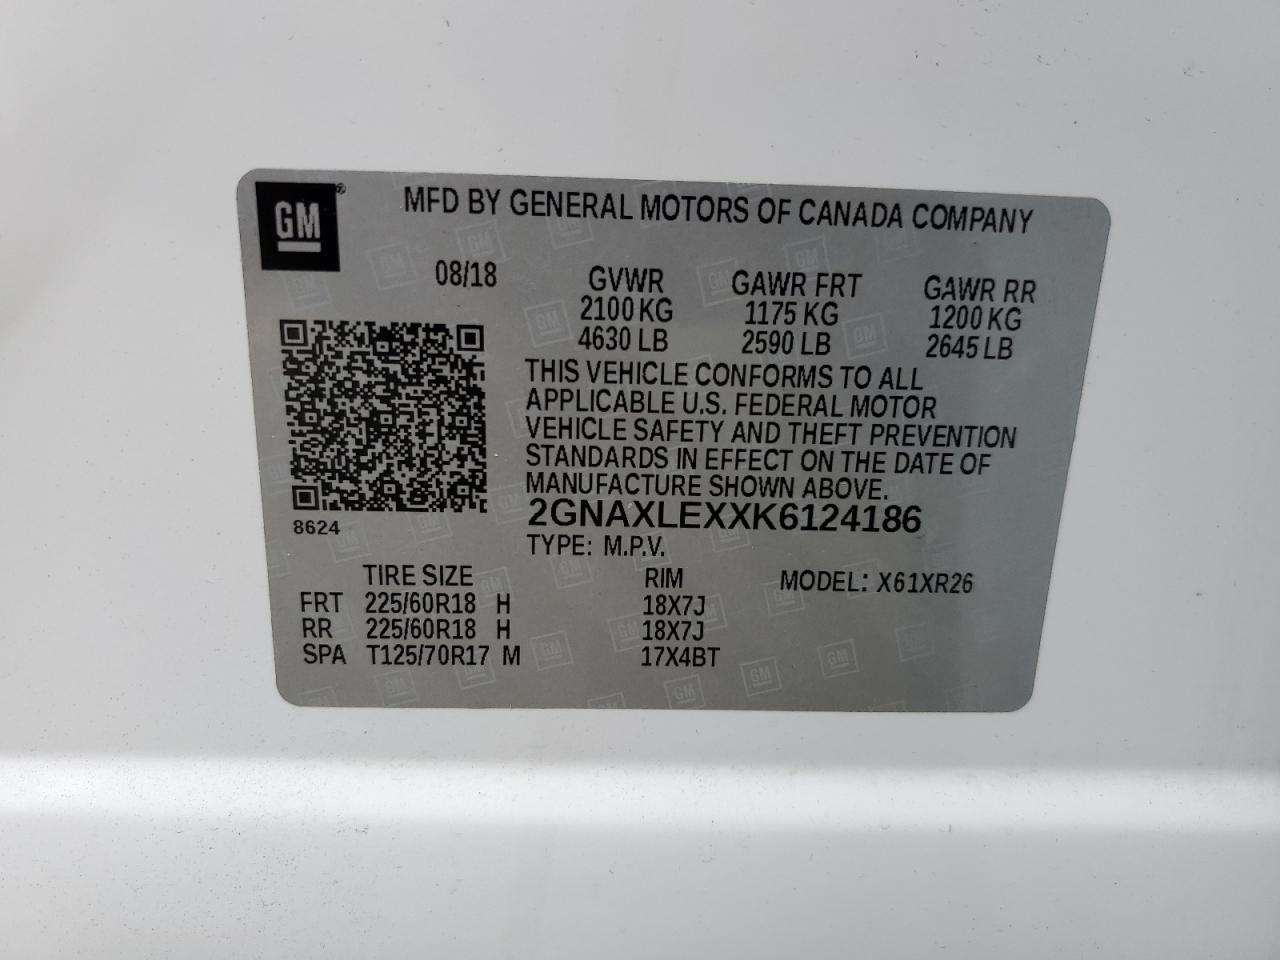 GM
MFD BY GENERAL MOTORS OF CANADA COMPANY
08/18 GVWR GAWR FRT GAWR RR
2100 KG 1175 KG 1200 KG
4630 LB 2590 LB 2645 LB
THIS VEHICLE CONFORMS TO ALL
APPLICABLE U.S. FEDERAL MOTOR
VEHICLE SAFETY AND THEFT PREVENTION
STANDARDS IN EFFECT ON THE DATE OF
MANUFACTURE SHOWN ABOVE.
8624
2GNAXLEXXK6124186
TYPE: M.P.V.
TIRE SIZE RIM MODEL: X61XR26
FRT 225/60R18 H 18X7J
RR 225/60R18 H 18X7J
SPA T125/70R17 M 17X4BT